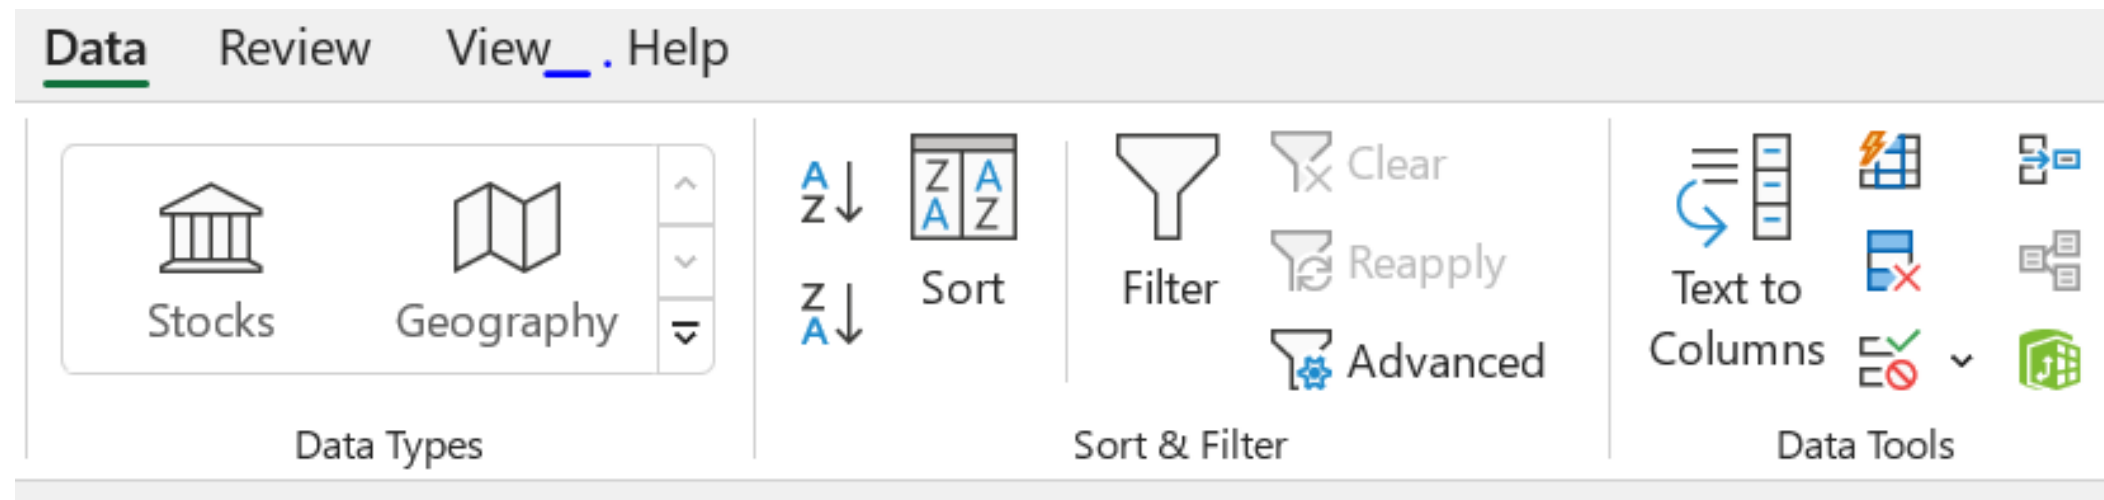 Data Review View Help
Stocks Geography
Sort Filter
Clear
Reapply
Advanced
Text to
Columns
Data Types Sort & Filter Data Tools